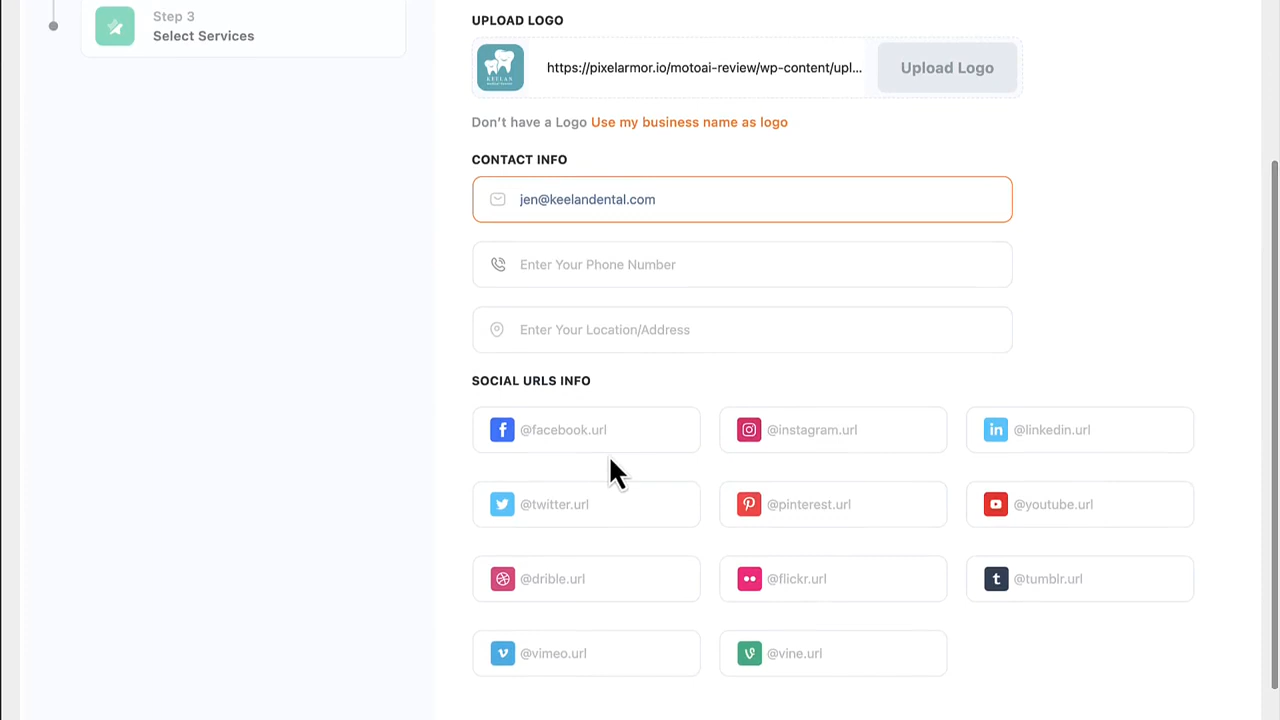 Step 3
Select Services
UPLOAD LOGO
KEELAN
https://pixelarmor.io/motoai-review/wp-content/upl...
Upload Logo
Don't have a Logo Use my business name as logo
CONTACT INFO
jen@keelandental.com
Enter Your Phone Number
Enter Your Location/Address
SOCIAL URLS INFO
@facebook.url
@instagram.url
@linkedin.url
@twitter.url
@pinterest.url
@youtube.url
@drible.url
@flickr.url
@tumblr.url
@vimeo.url
@vine.url